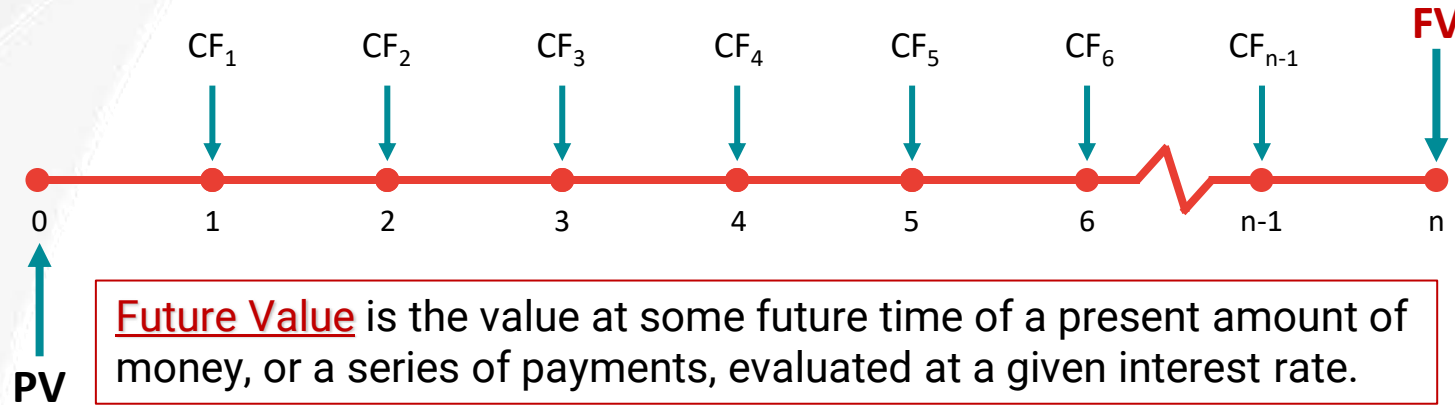 FV
CF₁ CF₂ CF₃ CF₄ CF₅ CF₆ CFₙ₋₁
0 1 2 3 4 5 6 n-1 n
Future Value is the value at some future time of a present amount of
money, or a series of payments, evaluated at a given interest rate.
PV